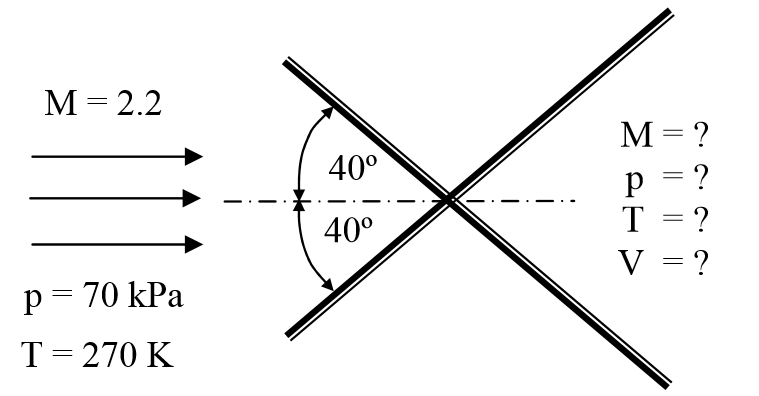 M = 2.2
40º
40º
p = 70 kPa
T = 270 K
M = ?
p = ?
T = ?
V = ?